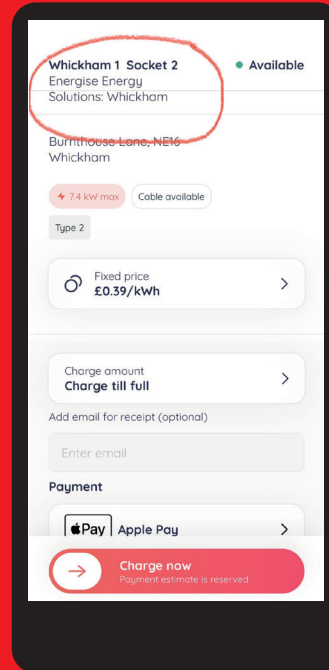 Whickham 1 Socket 2
Available
Energise Energy
Solutions: Whickham
Burnthouse Lane, NE16
Whickham
7.4 kW max
Cable available
Type 2
Fixed price
£0.39/kWh
Charge amount
Charge till full
Add email for receipt (optional)
Enter email
Payment
Pay Apple Pay
Charge now
Payment estimate is reserved